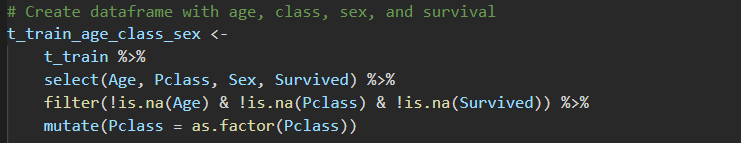 # Create dataframe with age, class, sex, and survival
t_train_age_class_sex <-
    t_train %>%
    select(Age, Pclass, Sex, Survived) %>%
    filter(!is.na(Age) & !is.na(Pclass) & !is.na(Survived)) %>%
    mutate(Pclass = as.factor(Pclass))